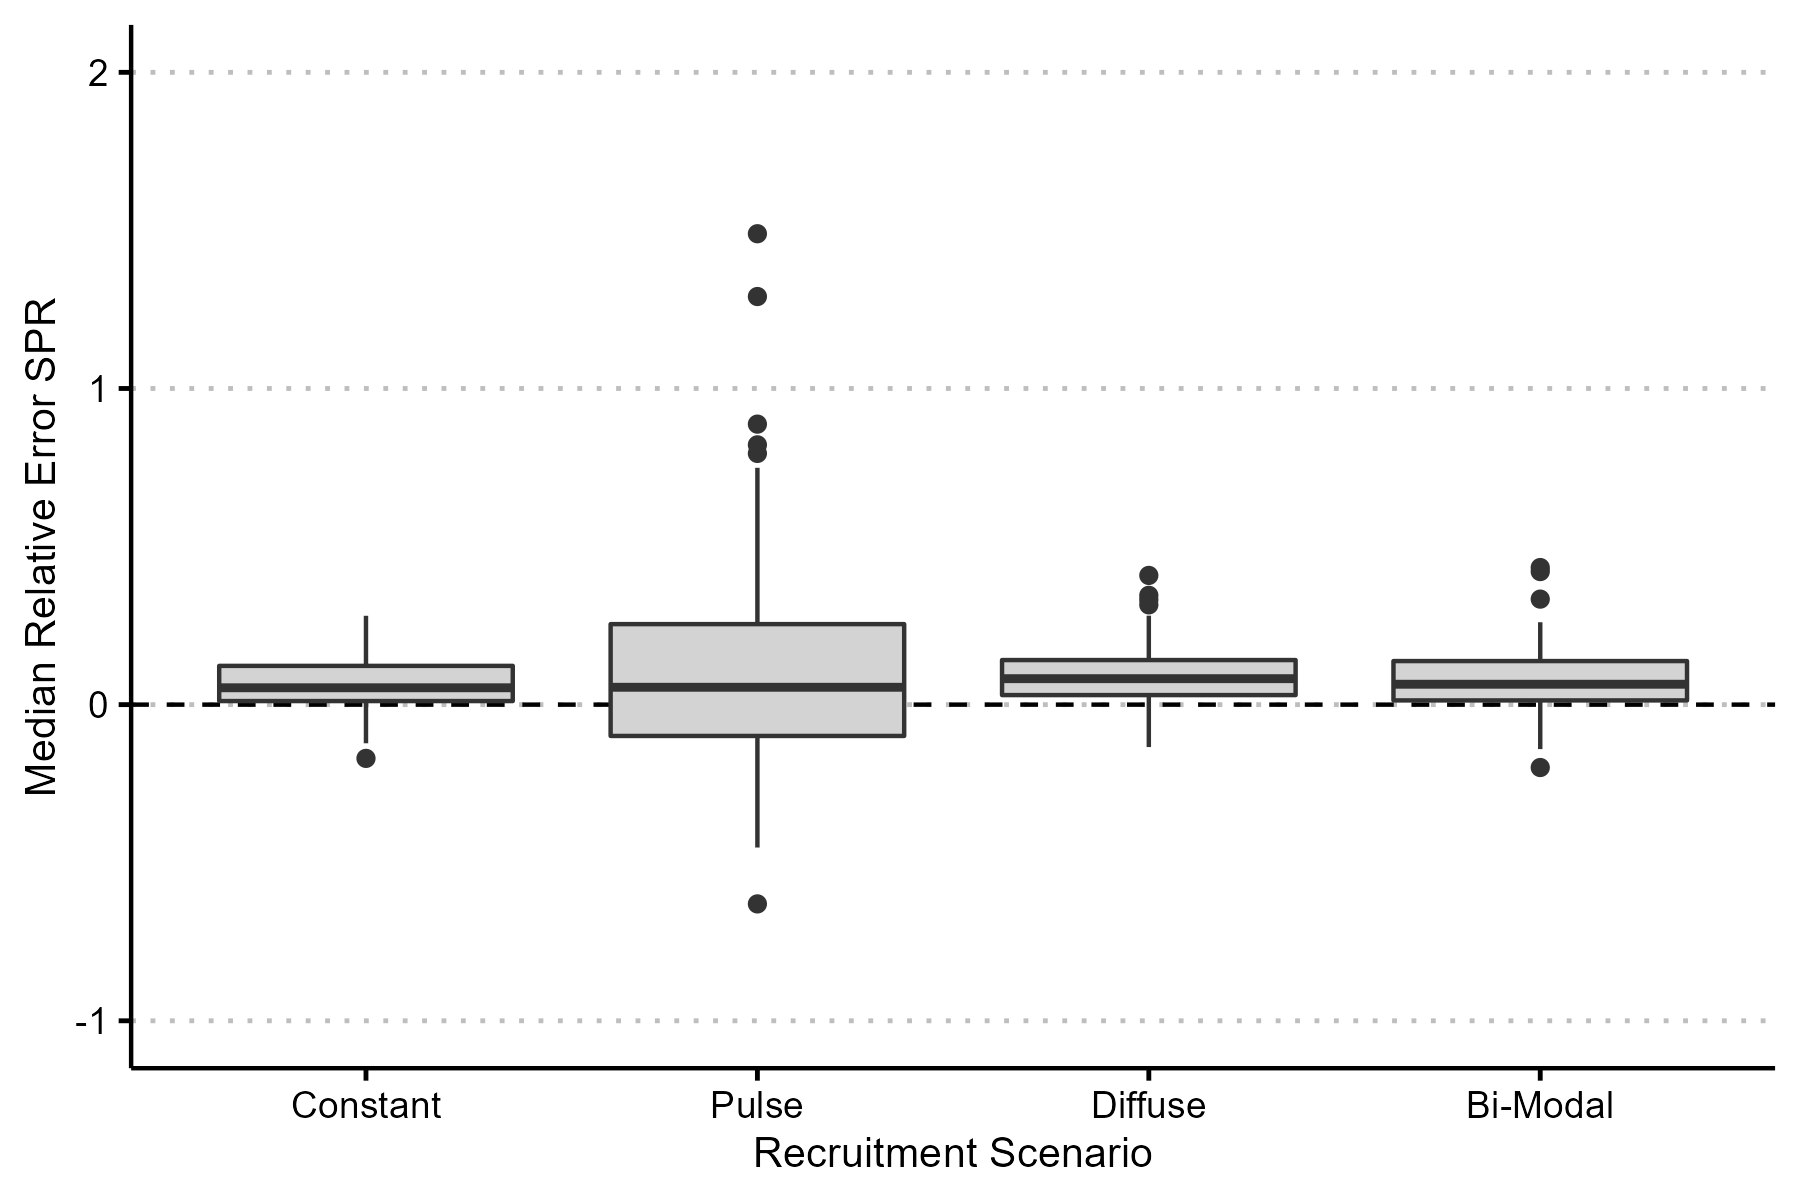 Median Relative Error SPR
2
1
0
-1
Constant Pulse Diffuse Bi-Modal
Recruitment Scenario